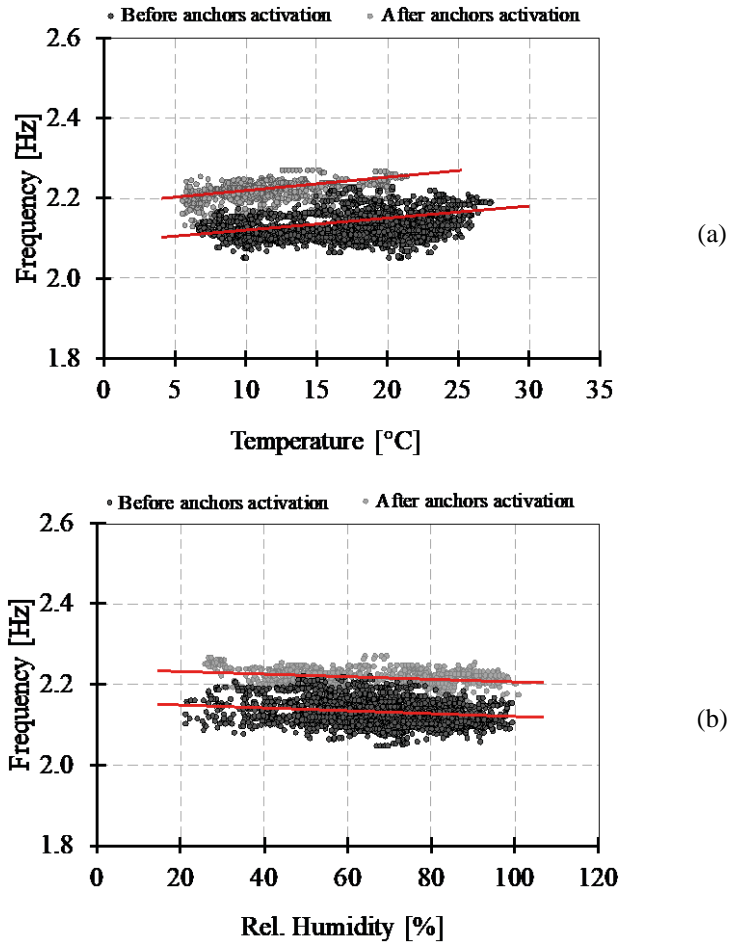 Before anchors activation After anchors activation
2.6
2.4
2.2
2.0
1.8
Frequency [Hz]
0 5 10 15 20 25 30 35
Temperature [°C]
(a)
Before anchors activation After anchors activation
2.6
2.4
2.2
2.0
1.8
Frequency [Hz]
0 20 40 60 80 100 120
Rel. Humidity [%]
(b)